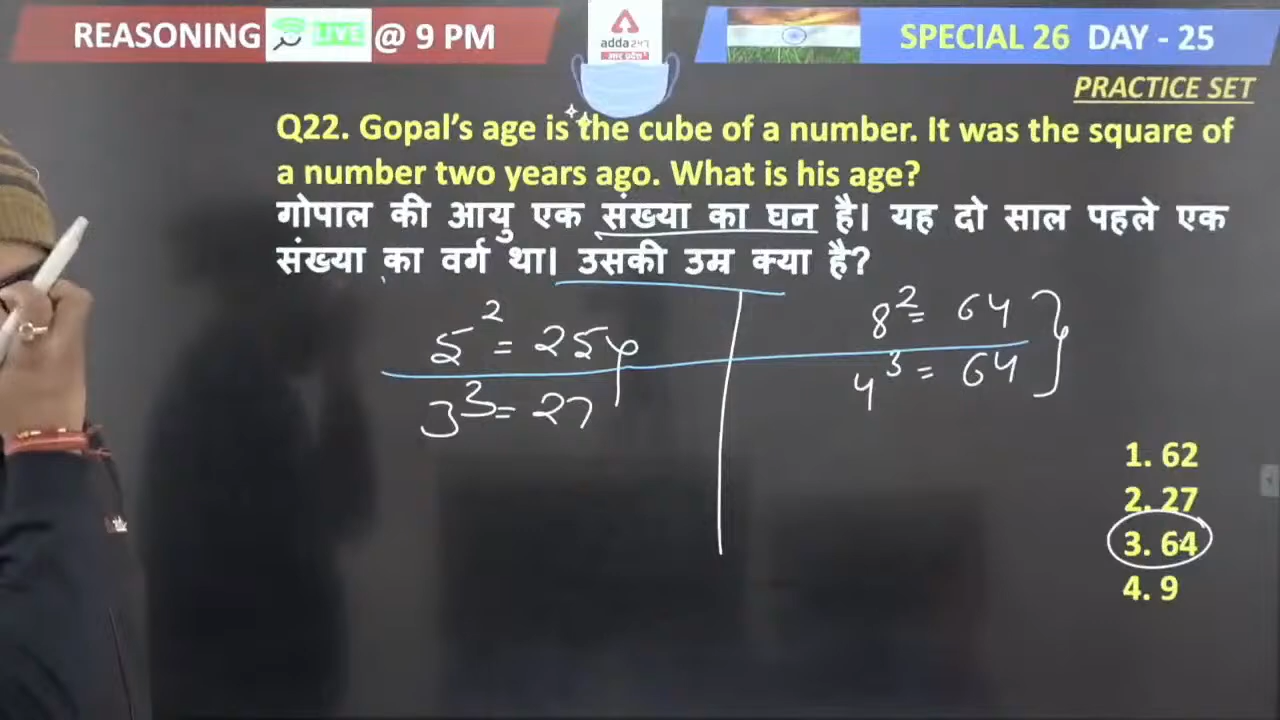 REASONING LIVE @ 9 PM
adda 247
मध्य प्रदेश
SPECIAL 26 DAY - 25
PRACTICE SET
Q22. Gopal's age is the cube of a number. It was the square of
a number two years ago. What is his age?
गोपाल की आयु एक संख्या का घन है। यह दो साल पहले एक
संख्या का वर्ग था। उसकी उम्र क्या है?
5² = 25
3³ = 27
8² = 64
4³ = 64
1. 62
2. 27
3. 64
4. 9